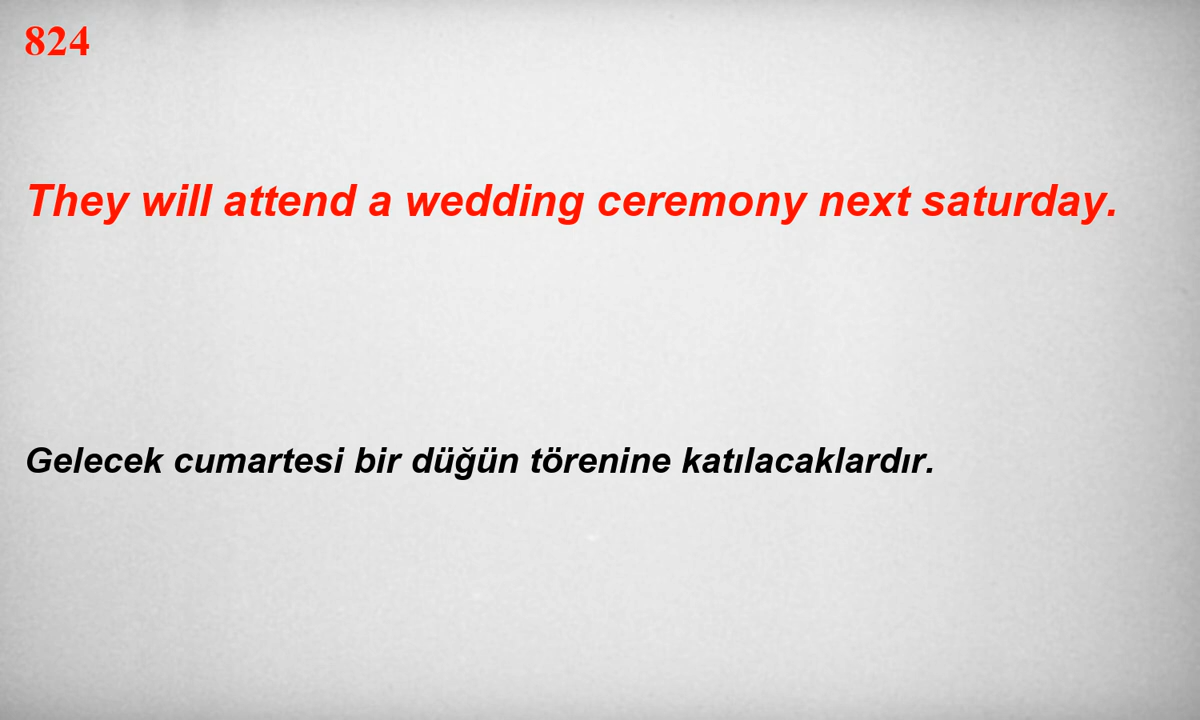 824
They will attend a wedding ceremony next saturday.
Gelecek cumartesi bir düğün törenine katılacaklardır.